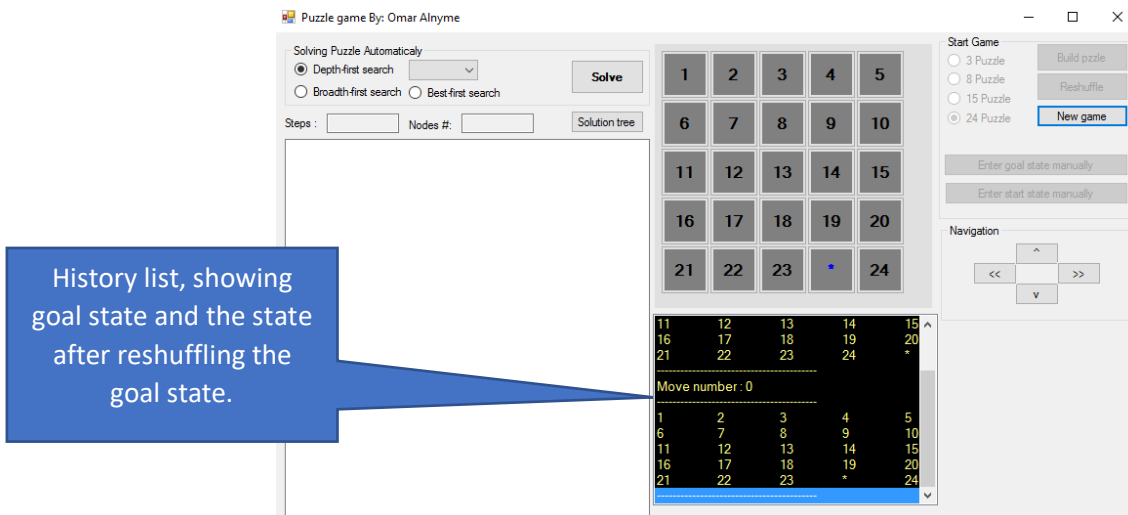 Puzzle game By: Omar Alnyme
Solving Puzzle Automaticaly
Depth-first search
Solve
Broadth-first search Best-first search
Steps : Nodes #: Solution tree
1 2 3 4 5
6 7 8 9 10
11 12 13 14 15
16 17 18 19 20
21 22 23 * 24
Start Game
3 Puzzle Build pzzle
8 Puzzle Reshuffle
15 Puzzle
24 Puzzle New game
Enter goal state manually
Enter start state manually
Navigation
^
<< >>
v
History list, showing
goal state and the state
after reshuffling the
goal state.
11 12 13 14 15
16 17 18 19 20
21 22 23 24 *
----------------------------------------
Move number : 0
----------------------------------------
1 2 3 4 5
6 7 8 9 10
11 12 13 14 15
16 17 18 19 20
21 22 23 * 24
----------------------------------------